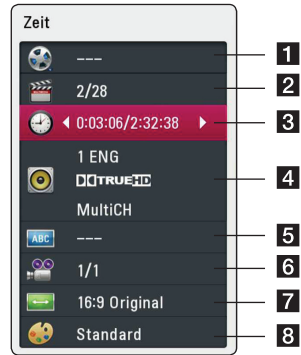 Zeit
---
1
2/28
2
0:03:06/2:32:38
3
1 ENG
TRUEHD
4
MultiCH
ABC
---
5
1/1
6
16:9 Original
7
Standard
8